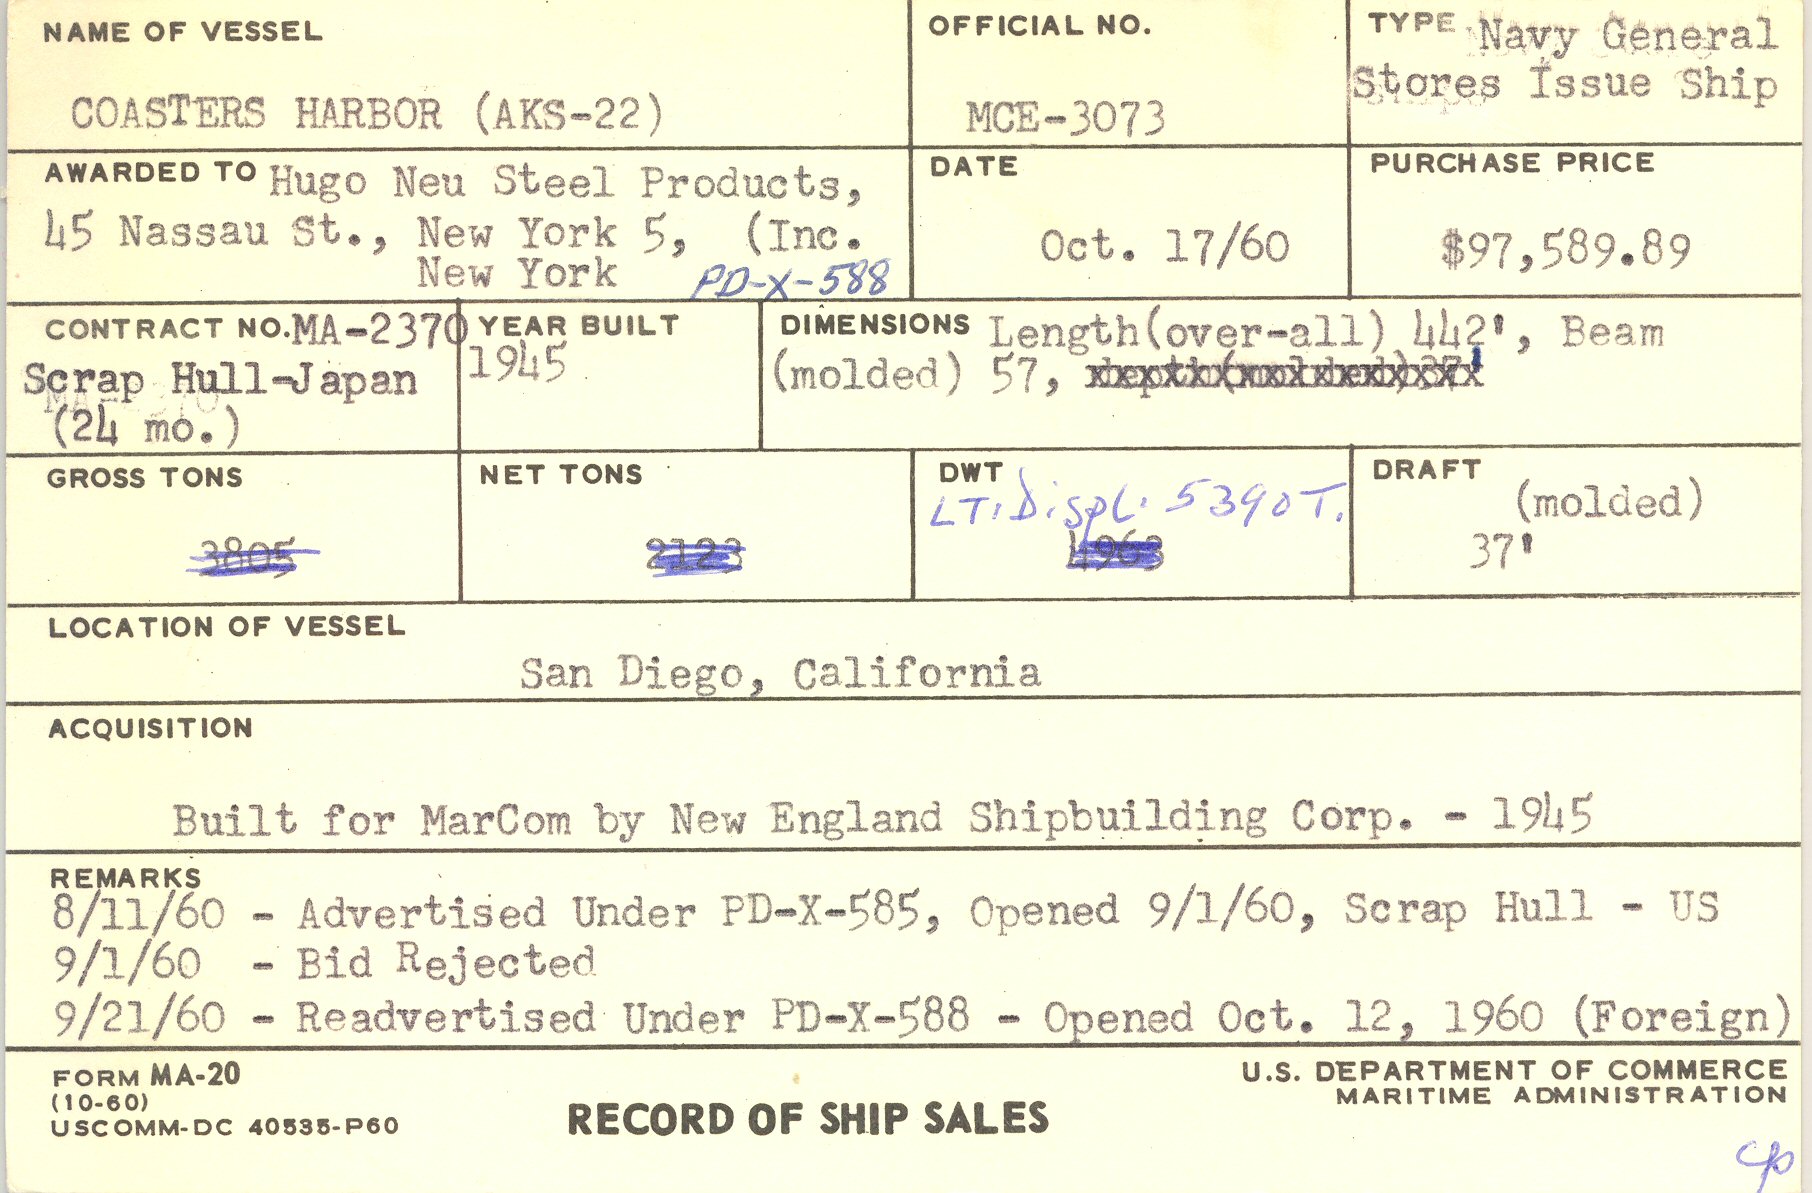 NAME OF VESSEL
COASTERS HARBOR (AKS-22)
OFFICIAL NO.
MCE-3073
TYPE Navy General
Stores Issue Ship
AWARDED TO Hugo Neu Steel Products,
45 Nassau St., New York 5, (Inc.
New York PD-X-588
DATE
Oct. 17/60
PURCHASE PRICE
$97,589.89
CONTRACT NO. MA-2370
Scrap Hull-Japan
(24 mo.)
YEAR BUILT
1945
DIMENSIONS Length(over-all) 442', Beam
(molded) 57,
GROSS TONS
3805
NET TONS
2123
DWT
LT. Displ. 5390T.
4963
DRAFT
(molded)
37'
LOCATION OF VESSEL
San Diego, California
ACQUISITION
Built for MarCom by New England Shipbuilding Corp. - 1945
REMARKS
8/11/60 - Advertised Under PD-X-585, Opened 9/1/60, Scrap Hull - US
9/1/60 - Bid Rejected
9/21/60 - Readvertised Under PD-X-588 - Opened Oct. 12, 1960 (Foreign)
FORM MA-20
(10-60)
USCOMM-DC 40535-P60
RECORD OF SHIP SALES
U.S. DEPARTMENT OF COMMERCE
MARITIME ADMINISTRATION